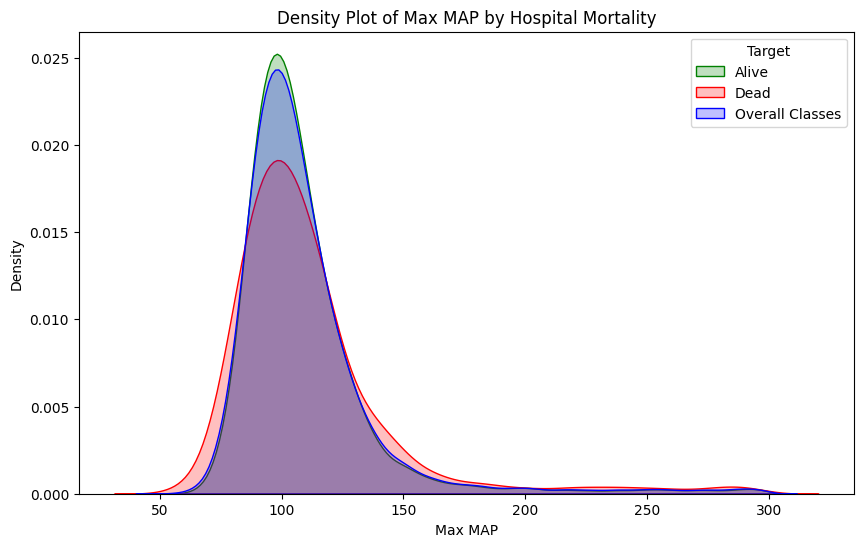 Density Plot of Max MAP by Hospital Mortality
Target
Alive
Dead
Overall Classes
Density
0.025
0.020
0.015
0.010
0.005
0.000
50
100
150
200
250
300
Max MAP